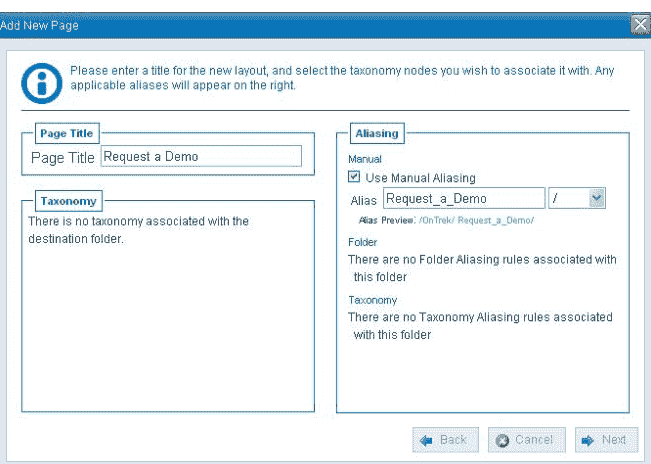 Add New Page
Please enter a title for the new layout, and select the taxonomy nodes you wish to associate it with. Any
applicable aliases will appear on the right.
Page Title
Page Title Request a Demo
Taxonomy
There is no taxonomy associated with the
destination folder.
Aliasing
Manual
Use Manual Aliasing
Alias Request_a_Demo /
Alias Preview: /OnTrek/ Request_a_Demo/
Folder
There are no Folder Aliasing rules associated with
this folder
Taxonomy
There are no Taxonomy Aliasing rules associated
with this folder
Back Cancel Next